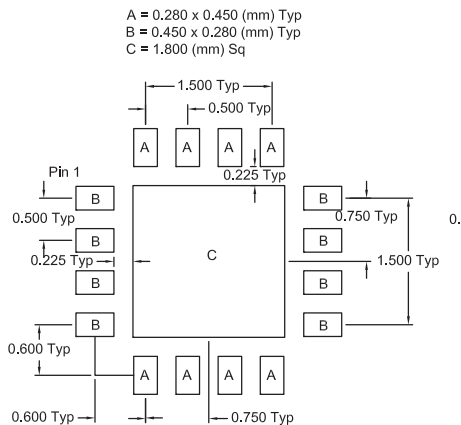 A = 0.280 x 0.450 (mm) Typ
B = 0.450 x 0.280 (mm) Typ
C = 1.800 (mm) Sq
1.500 Typ
0.500 Typ
A A A A
0.225 Typ
Pin 1
B B
0.500 Typ 0.750 Typ 0.
B B
0.225 Typ C 1.500 Typ
B B
B B
0.600 Typ
A A A A
0.600 Typ 0.750 Typ